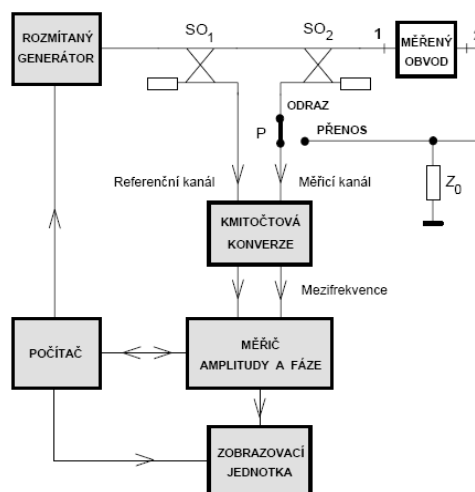 ROZMÍTANÝ
GENERÁTOR
SO1
SO2
1
MĚŘENÝ
OBVOD
ODRAZ
P
PŘENOS
Referenční kanál
Měřicí kanál
Z0
KMITOČTOVÁ
KONVERZE
Mezifrekvence
POČÍTAČ
MĚŘIČ
AMPLITUDY A FÁZE
ZOBRAZOVACÍ
JEDNOTKA